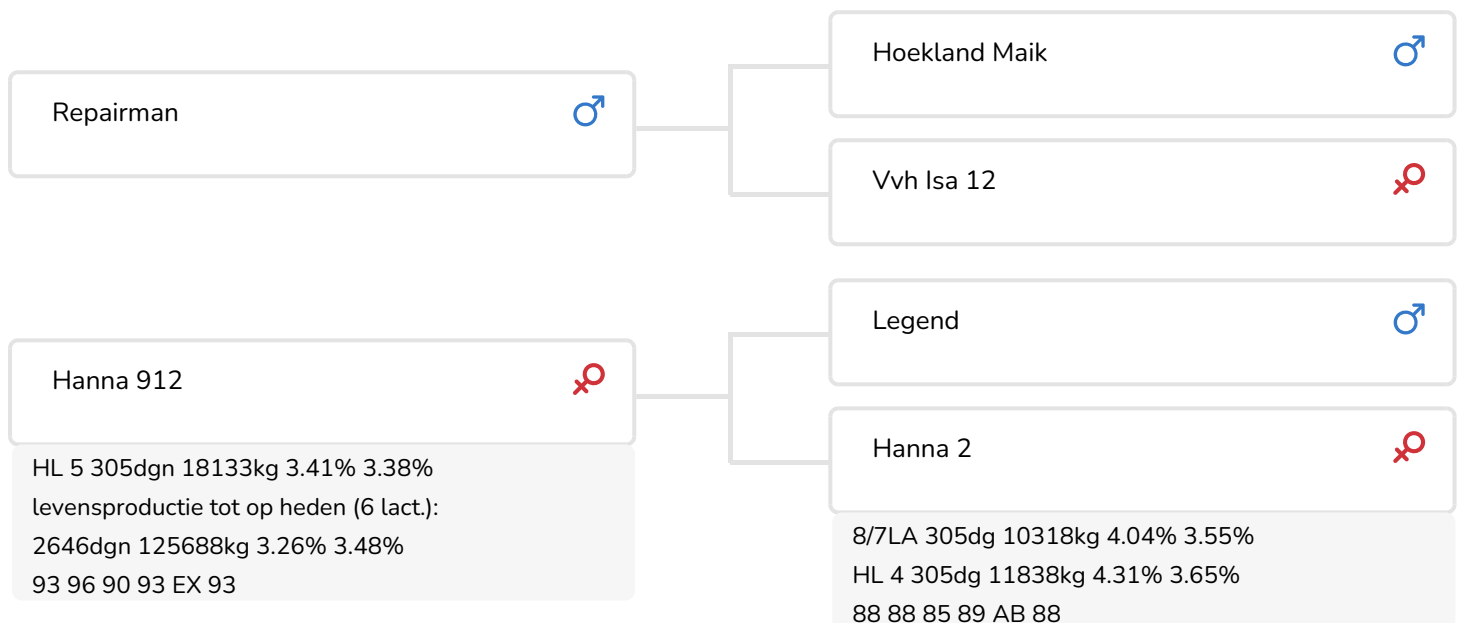 Repairman
Hoekland Maik
Vvh Isa 12
Hanna 912
HL 5 305dgn 18133kg 3.41% 3.38%
levensproductie tot op heden (6 lact.):
2646dgn 125688kg 3.26% 3.48%
93 96 90 93 EX 93
Legend
Hanna 2
8/7LA 305dg 10318kg 4.04% 3.55%
HL 4 305dg 11838kg 4.31% 3.65%
88 88 85 89 AB 88